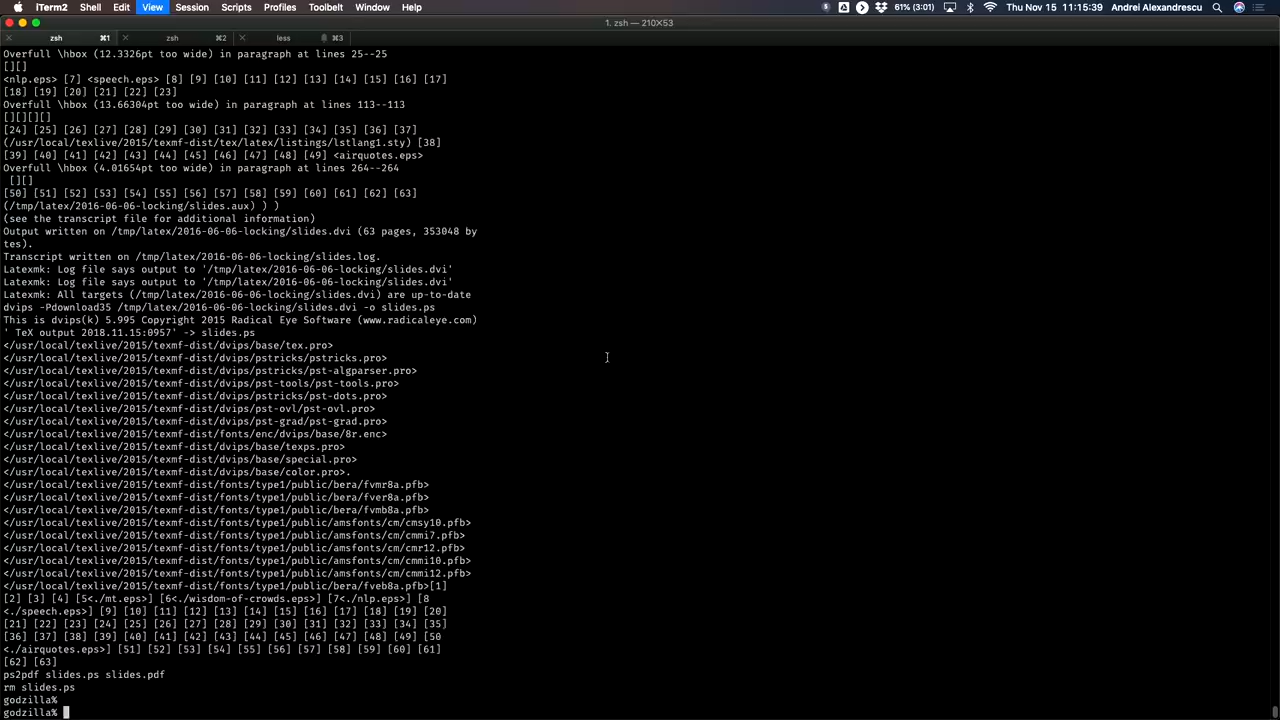 iTerm2 Shell Edit View Session Scripts Profiles Toolbelt Window Help 61% (3:01) Thu Nov 15 11:15:39 Andrei Alexandrescu
1. zsh — 210×53
zsh ⌘1 zsh ⌘2 less ⌘3
Overfull \hbox (12.3326pt too wide) in paragraph at lines 25--25
[][]
<nlp.eps> [7] <speech.eps> [8] [9] [10] [11] [12] [13] [14] [15] [16] [17]
[18] [19] [20] [21] [22] [23]
Overfull \hbox (13.66304pt too wide) in paragraph at lines 113--113
[][][][]
[24] [25] [26] [27] [28] [29] [30] [31] [32] [33] [34] [35] [36] [37]
(/usr/local/texlive/2015/texmf-dist/tex/latex/listings/lstlang1.sty) [38]
[39] [40] [41] [42] [43] [44] [45] [46] [47] [48] [49] <airquotes.eps>
Overfull \hbox (4.01654pt too wide) in paragraph at lines 264--264
[][]
[50] [51] [52] [53] [54] [55] [56] [57] [58] [59] [60] [61] [62] [63]
(/tmp/latex/2016-06-06-locking/slides.aux) ) )
(see the transcript file for additional information)
Output written on /tmp/latex/2016-06-06-locking/slides.dvi (63 pages, 353048 by
tes).
Transcript written on /tmp/latex/2016-06-06-locking/slides.log.
Latexmk: Log file says output to '/tmp/latex/2016-06-06-locking/slides.dvi'
Latexmk: Log file says output to '/tmp/latex/2016-06-06-locking/slides.dvi'
Latexmk: All targets (/tmp/latex/2016-06-06-locking/slides.dvi) are up-to-date
dvips -Pdownload35 /tmp/latex/2016-06-06-locking/slides.dvi -o slides.ps
This is dvips(k) 5.995 Copyright 2015 Radical Eye Software (www.radicaleye.com)
' TeX output 2018.11.15:0957' -> slides.ps
</usr/local/texlive/2015/texmf-dist/dvips/base/tex.pro>
</usr/local/texlive/2015/texmf-dist/dvips/pstricks/pstricks.pro>
</usr/local/texlive/2015/texmf-dist/dvips/pstricks/pst-algparser.pro>
</usr/local/texlive/2015/texmf-dist/dvips/pst-tools/pst-tools.pro>
</usr/local/texlive/2015/texmf-dist/dvips/pstricks/pst-dots.pro>
</usr/local/texlive/2015/texmf-dist/dvips/pst-ovl/pst-ovl.pro>
</usr/local/texlive/2015/texmf-dist/dvips/pst-grad/pst-grad.pro>
</usr/local/texlive/2015/texmf-dist/fonts/enc/dvips/base/8r.enc>
</usr/local/texlive/2015/texmf-dist/dvips/base/texps.pro>
</usr/local/texlive/2015/texmf-dist/dvips/base/special.pro>
</usr/local/texlive/2015/texmf-dist/dvips/base/color.pro>.
</usr/local/texlive/2015/texmf-dist/fonts/type1/public/bera/fvmr8a.pfb>
</usr/local/texlive/2015/texmf-dist/fonts/type1/public/bera/fver8a.pfb>
</usr/local/texlive/2015/texmf-dist/fonts/type1/public/bera/fvmb8a.pfb>
</usr/local/texlive/2015/texmf-dist/fonts/type1/public/amsfonts/cm/cmsy10.pfb>
</usr/local/texlive/2015/texmf-dist/fonts/type1/public/amsfonts/cm/cmmi7.pfb>
</usr/local/texlive/2015/texmf-dist/fonts/type1/public/amsfonts/cm/cmr12.pfb>
</usr/local/texlive/2015/texmf-dist/fonts/type1/public/amsfonts/cm/cmmi10.pfb>
</usr/local/texlive/2015/texmf-dist/fonts/type1/public/amsfonts/cm/cmmi12.pfb>
</usr/local/texlive/2015/texmf-dist/fonts/type1/public/bera/fveb8a.pfb>[1]
[2] [3] [4] [5<./mt.eps>] [6<./wisdom-of-crowds.eps>] [7<./nlp.eps>] [8
<./speech.eps>] [9] [10] [11] [12] [13] [14] [15] [16] [17] [18] [19] [20]
[21] [22] [23] [24] [25] [26] [27] [28] [29] [30] [31] [32] [33] [34] [35]
[36] [37] [38] [39] [40] [41] [42] [43] [44] [45] [46] [47] [48] [49] [50
<./airquotes.eps>] [51] [52] [53] [54] [55] [56] [57] [58] [59] [60] [61]
[62] [63]
ps2pdf slides.ps slides.pdf
rm slides.ps
godzilla%
godzilla%